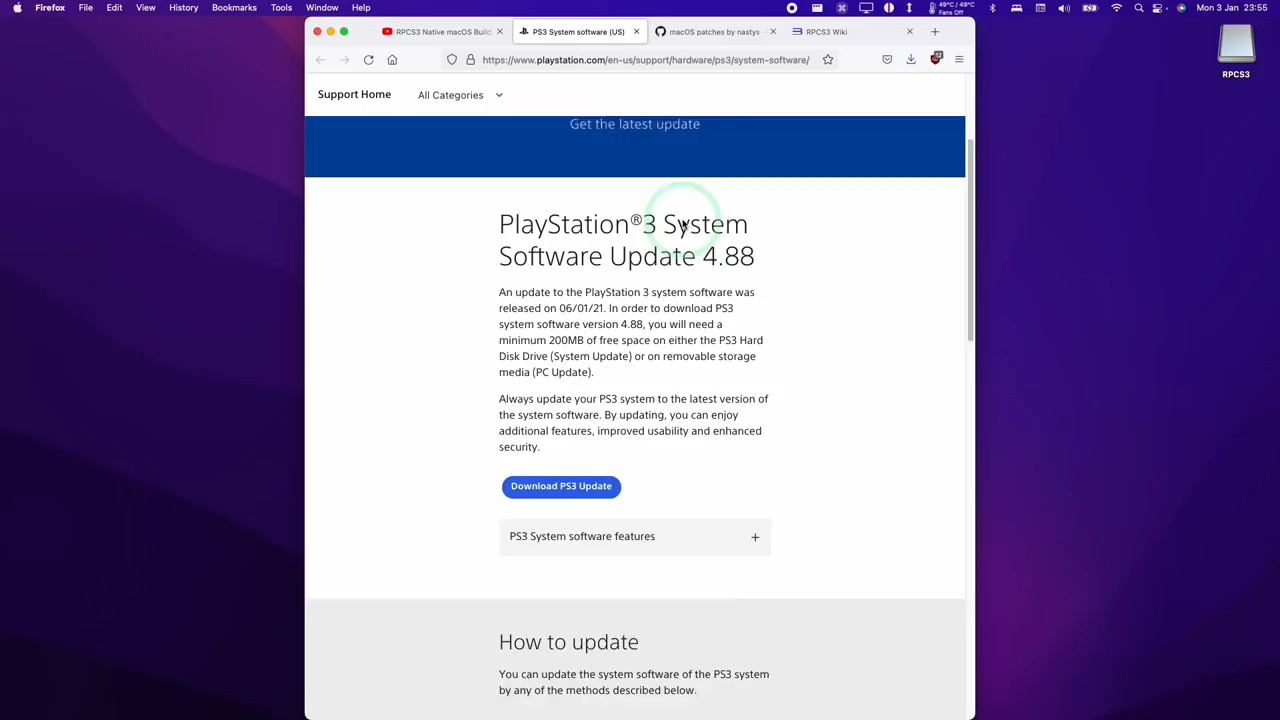 Firefox File Edit View History Bookmarks Tools Window 49°C / 49°C Fans Off Mon 3 Jan 23:55
RPCS3 Native macOS Build PS3 System software (US) macOS patches by nastys RPCS3 Wiki
https://www.playstation.com/en-us/support/hardware/ps3/system-software/
RPCS3
Support Home All Categories
Get the latest update
PlayStation®3 System
Software Update 4.88
An update to the PlayStation 3 system software was
released on 06/01/21. In order to download PS3
system software version 4.88, you will need a
minimum 200MB of free space on either the PS3 Hard
Disk Drive (System Update) or on removable storage
media (PC Update).
Always update your PS3 system to the latest version of
the system software. By updating, you can enjoy
additional features, improved usability and enhanced
security.
Download PS3 Update
PS3 System software features +
How to update
You can update the system software of the PS3 system
by any of the methods described below.